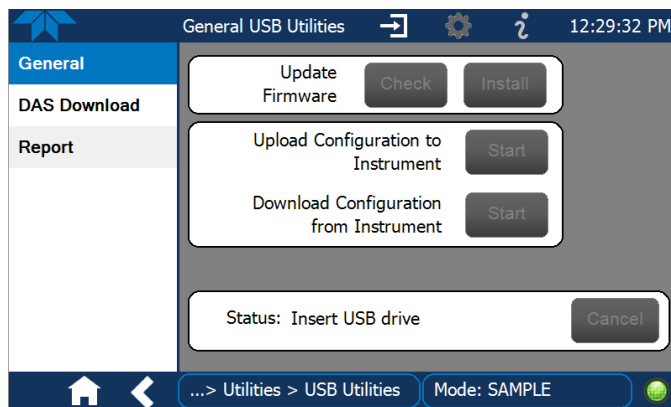 General USB Utilities
12:29:32 PM
General
DAS Download
Report
Update
Firmware
Check
Install
Upload Configuration to
Instrument
Start
Download Configuration
from Instrument
Start
Status: Insert USB drive
Cancel
...> Utilities > USB Utilities
Mode: SAMPLE